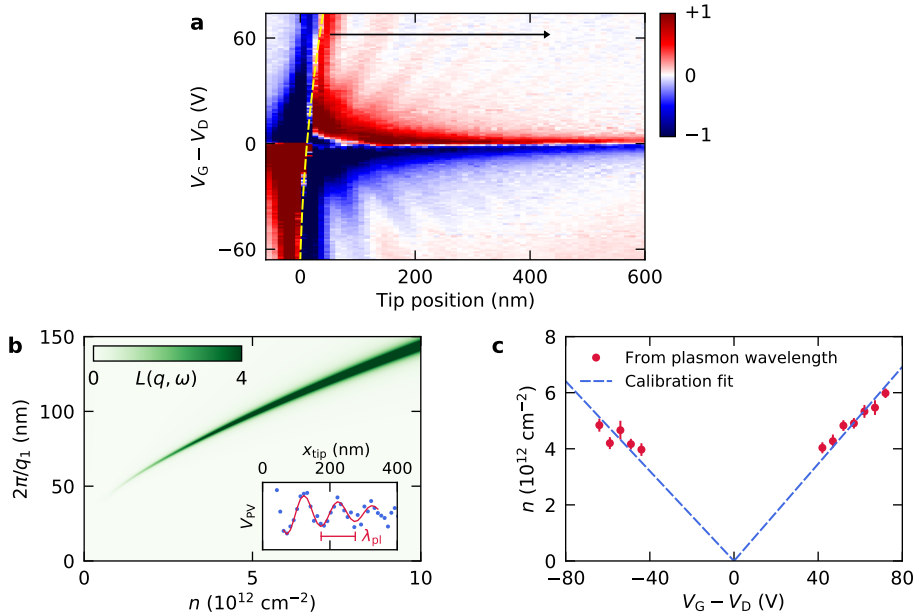 a
60
0
−60
V_G − V_D (V)
0
200
400
600
Tip position (nm)
+1
0
−1
b
150
100
50
0
2π/q_1 (nm)
0
L(q, ω)
4
x_tip (nm)
0
200
400
V_PV
λ_pl
0
5
10
n (10^12 cm^−2)
c
8
6
4
2
0
n (10^12 cm^−2)
From plasmon wavelength
Calibration fit
−80
−40
0
40
80
V_G − V_D (V)